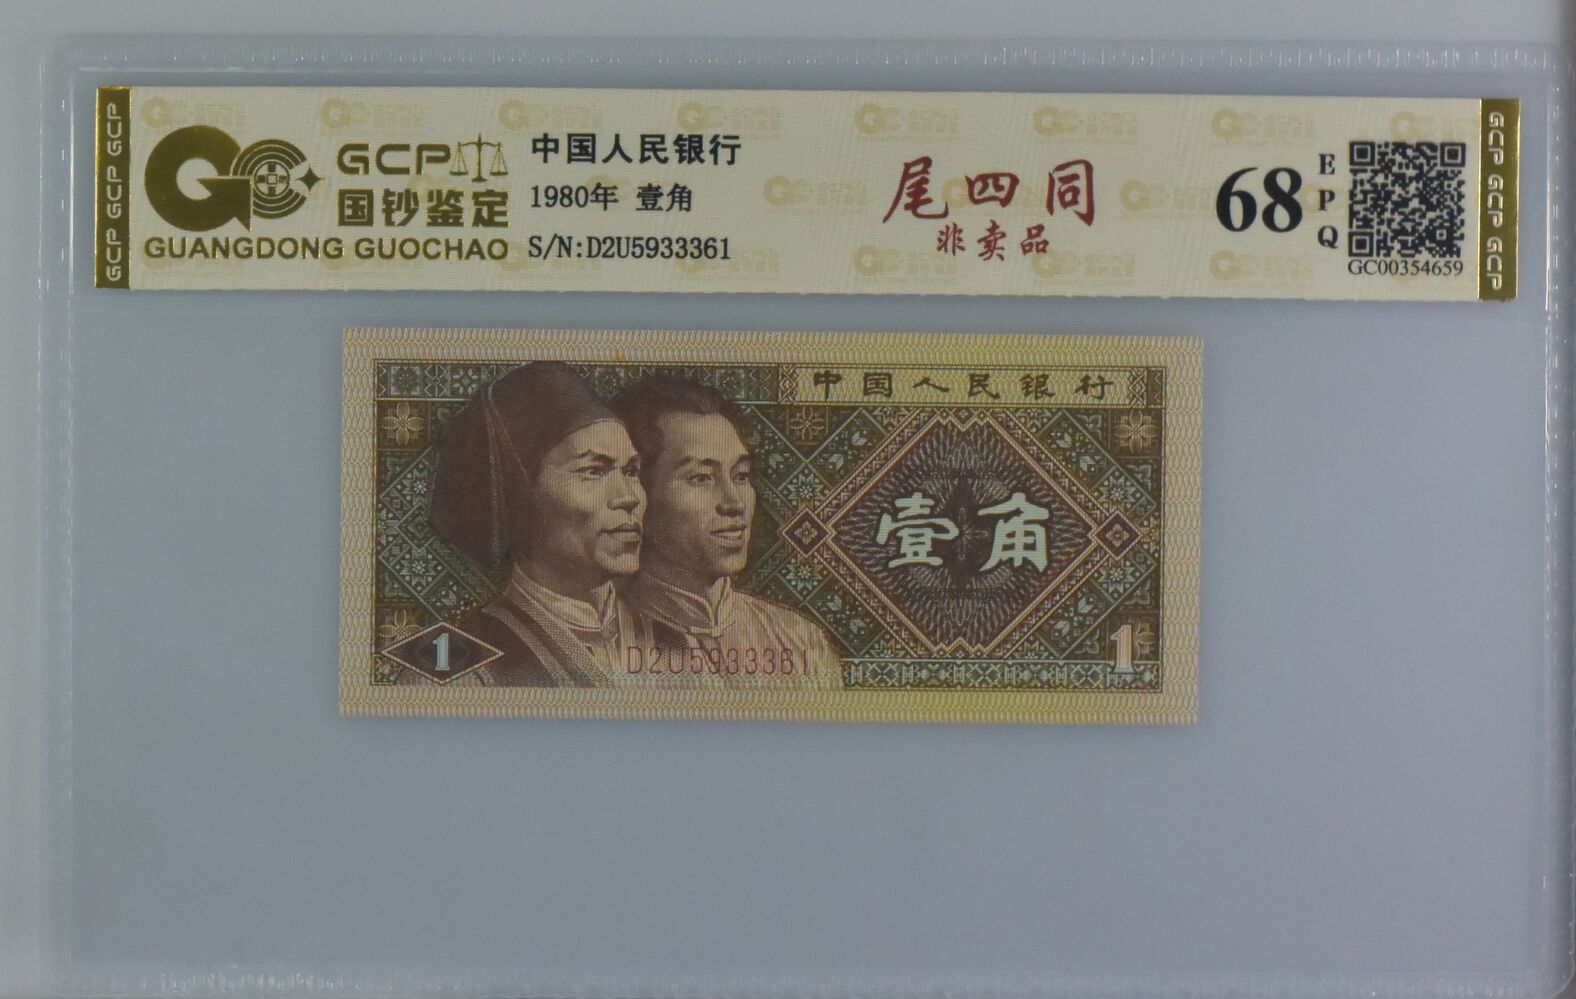 GCP GCP GCP
GCP
国钞鉴定
GUANGDONG GUOCHAO
中国人民银行
1980年 壹角
S/N:D2U5933361
尾四同
非卖品
68
EPQ
GC00354659
GCP GCP GCP
中国人民银行
壹角
1
D2U5933361
1